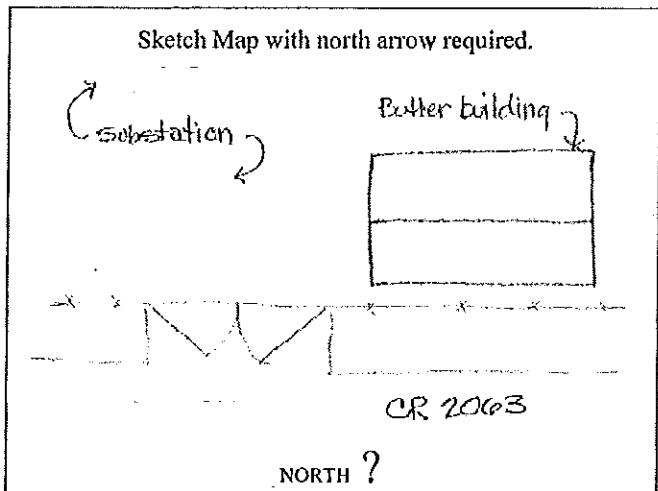 Sketch Map with north arrow required.
Butler building
substation
CR 2063
NORTH ?